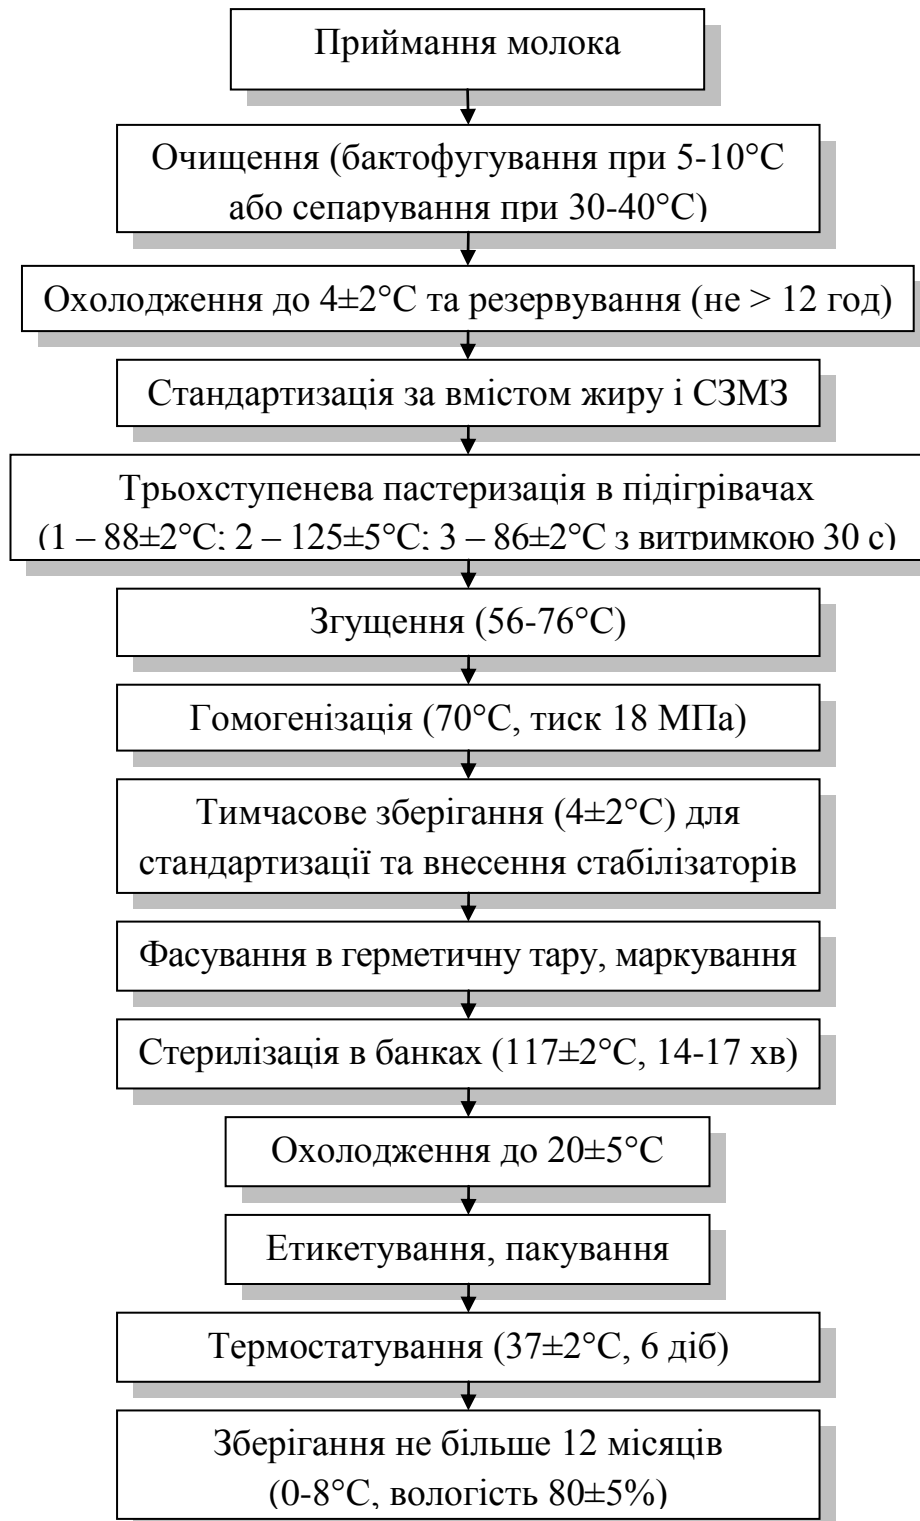 Приймання молока
Очищення (бактофугування при 5-10°С
або сепарування при 30-40°С)
Охолодження до 4±2°С та резервування (не > 12 год)
Стандартизація за вмістом жиру і СЗМЗ
Трьохступенева пастеризація в підігрівачах
(1 – 88±2°С; 2 – 125±5°С; 3 – 86±2°С з витримкою 30 с)
Згущення (56-76°С)
Гомогенізація (70°С, тиск 18 МПа)
Тимчасове зберігання (4±2°С) для
стандартизації та внесення стабілізаторів
Фасування в герметичну тару, маркування
Стерилізація в банках (117±2°С, 14-17 хв)
Охолодження до 20±5°С
Етикетування, пакування
Термостатування (37±2°С, 6 діб)
Зберігання не більше 12 місяців
(0-8°С, вологість 80±5%)